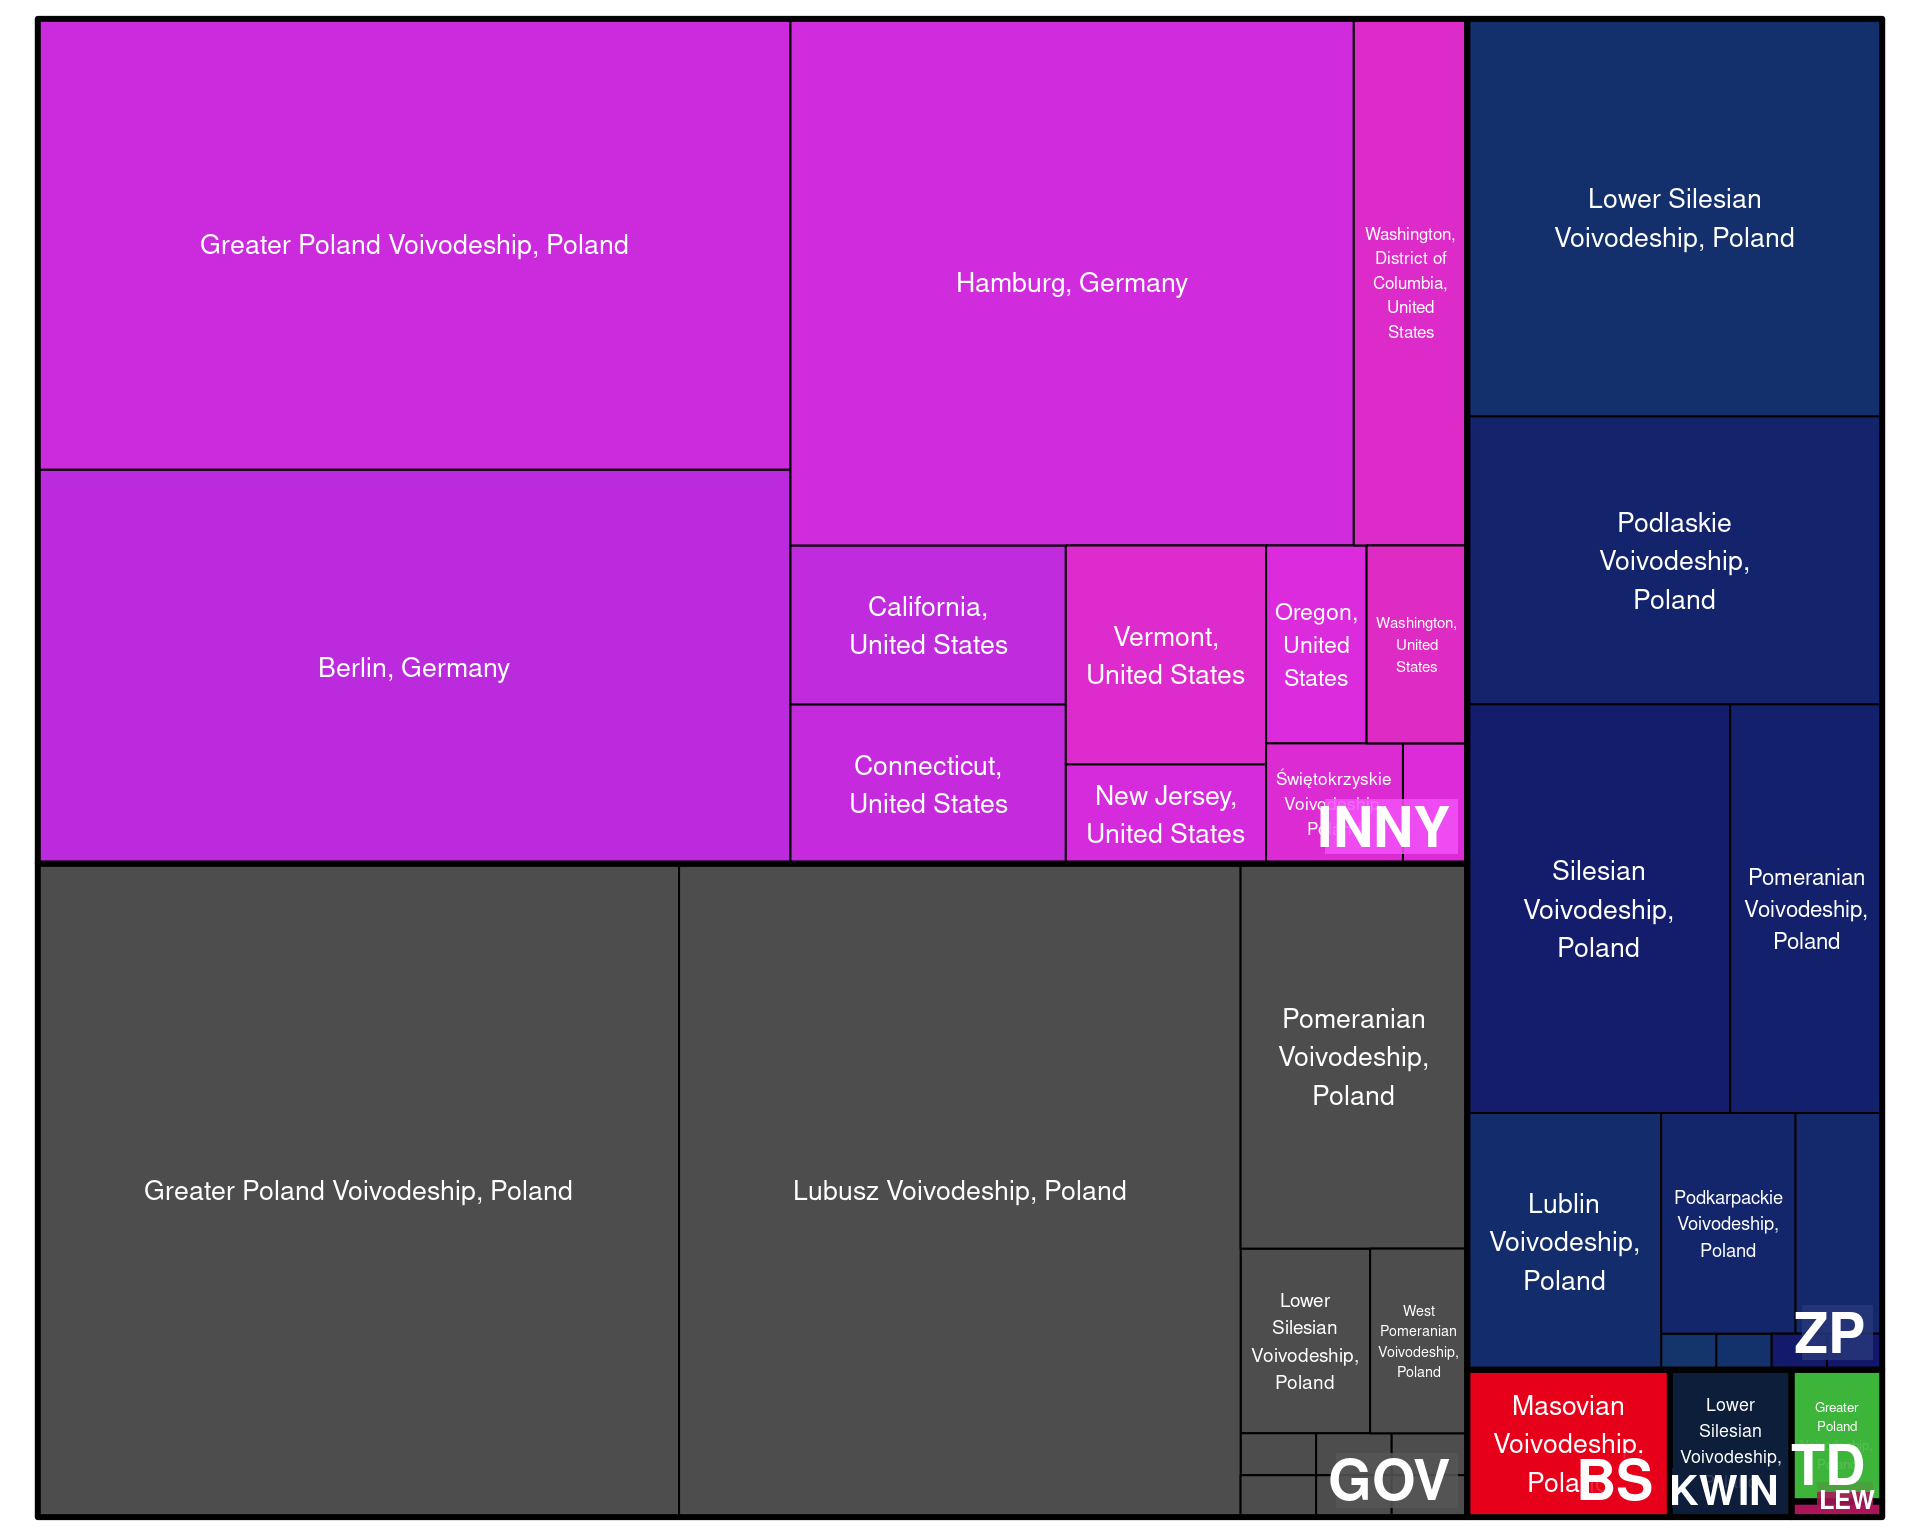 Greater Poland Voivodeship, Poland
Berlin, Germany
Hamburg, Germany
Washington,
District of
Columbia,
United
States
California,
United States
Connecticut,
United States
Vermont,
United States
New Jersey,
United States
Oregon,
United
States
Washington,
United
States
Świętokrzyskie
INNY
Greater Poland Voivodeship, Poland
Lubusz Voivodeship, Poland
Pomeranian
Voivodeship,
Poland
Lower
Silesian
Voivodeship,
Poland
West
Pomeranian
Voivodeship,
Poland
GOV
Lower Silesian
Voivodeship, Poland
Podlaskie
Voivodeship,
Poland
Silesian
Voivodeship,
Poland
Pomeranian
Voivodeship,
Poland
Lublin
Voivodeship,
Poland
Podkarpackie
Voivodeship,
Poland
ZP
Masovian
Voivodeship,
BS
Lower
Silesian
Voivodeship,
KWIN
Greater
Poland
TD
LEW